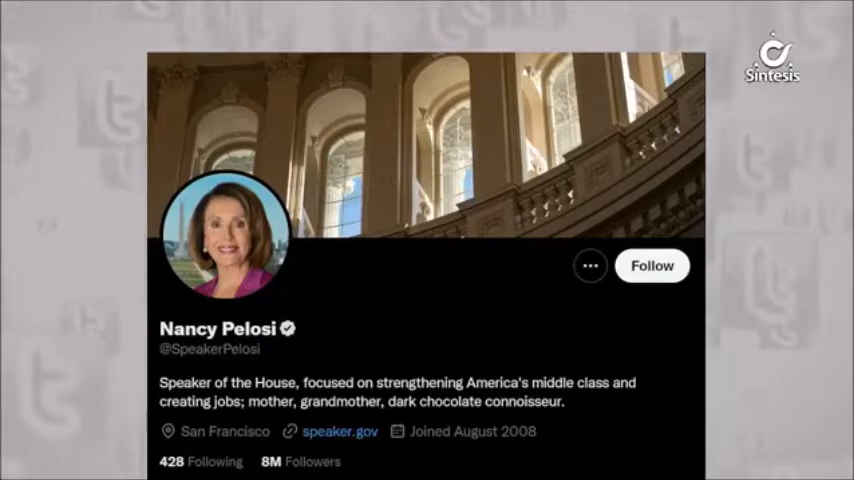 Síntesis
Follow
Nancy Pelosi
@SpeakerPelosi
Speaker of the House, focused on strengthening America's middle class and
creating jobs; mother, grandmother, dark chocolate connoisseur.
San Francisco speaker.gov Joined August 2008
428 Following 8M Followers